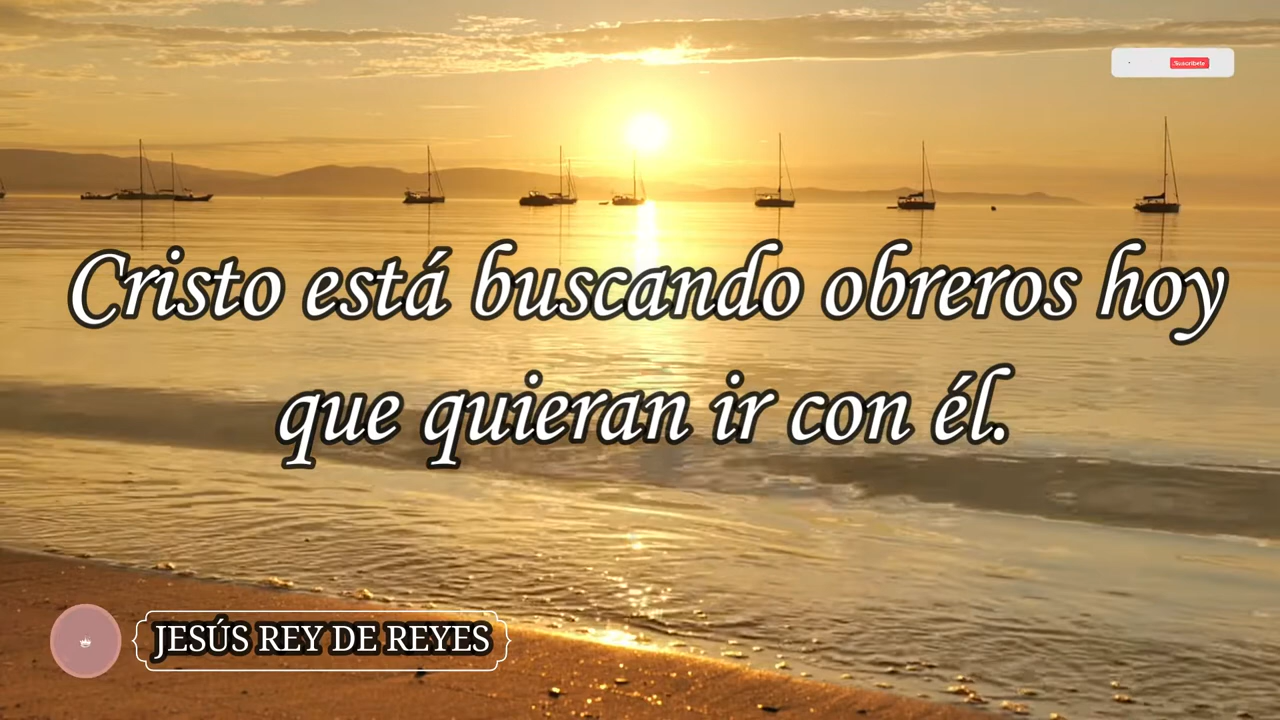 ¡Suscríbete
Cristo está buscando obreros hoy
que quieran ir con él.
JESÚS REY DE REYES